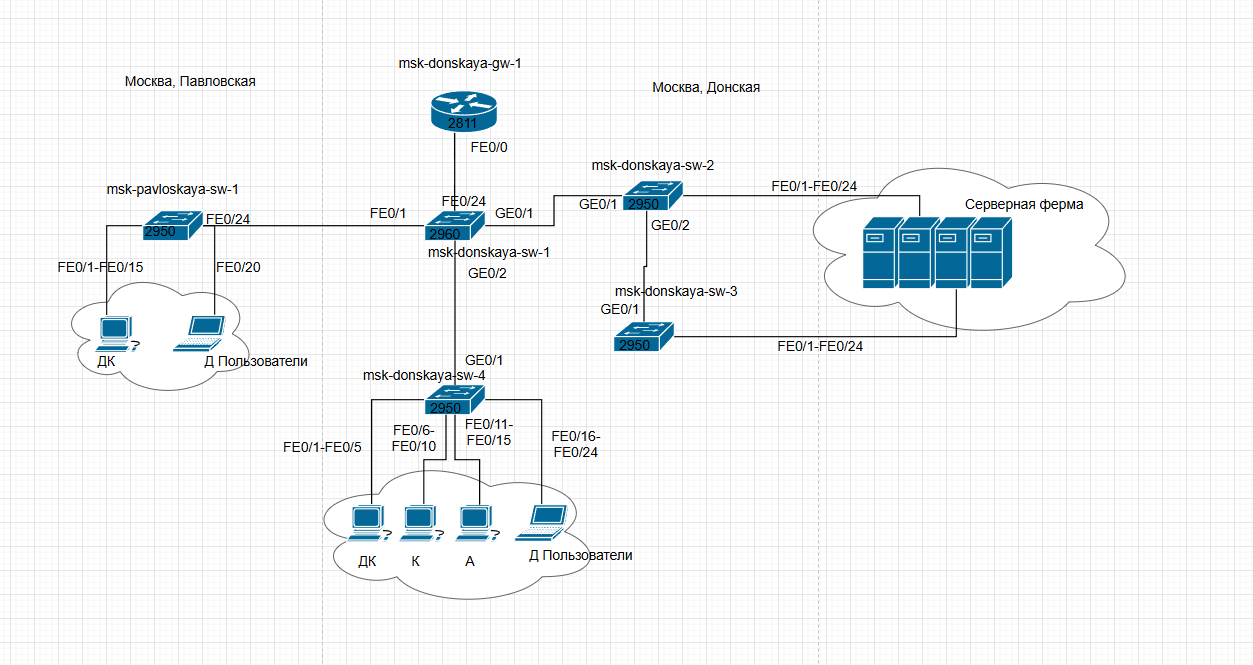 msk-donskaya-gw-1
Москва, Павловская
Москва, Донская
2811
FE0/0
msk-donskaya-sw-2
msk-pavloskaya-sw-1
FE0/1-FE0/24
FE0/24
2950
GE0/1
Серверная ферма
FE0/1
GE0/1
FE0/24
2950
2960
GE0/2
msk-donskaya-sw-1
FE0/1-FE0/15
FE0/20
GE0/2
msk-donskaya-sw-3
GE0/1
2950
FE0/1-FE0/24
ДК
Д Пользователи
GE0/1
msk-donskaya-sw-4
2950
FE0/1-FE0/5
FE0/6-
FE0/10
FE0/11-
FE0/15
FE0/16-
FE0/24
ДК
К
А
Д Пользователи